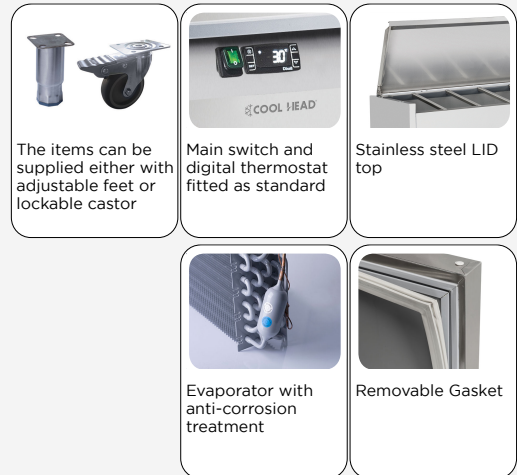 30°
COOL HEAD
The items can be
supplied either with
adjustable feet or
lockable castor
Main switch and
digital thermostat
fitted as standard
Stainless steel LID
top
Evaporator with
anti-corrosion
treatment
Removable Gasket